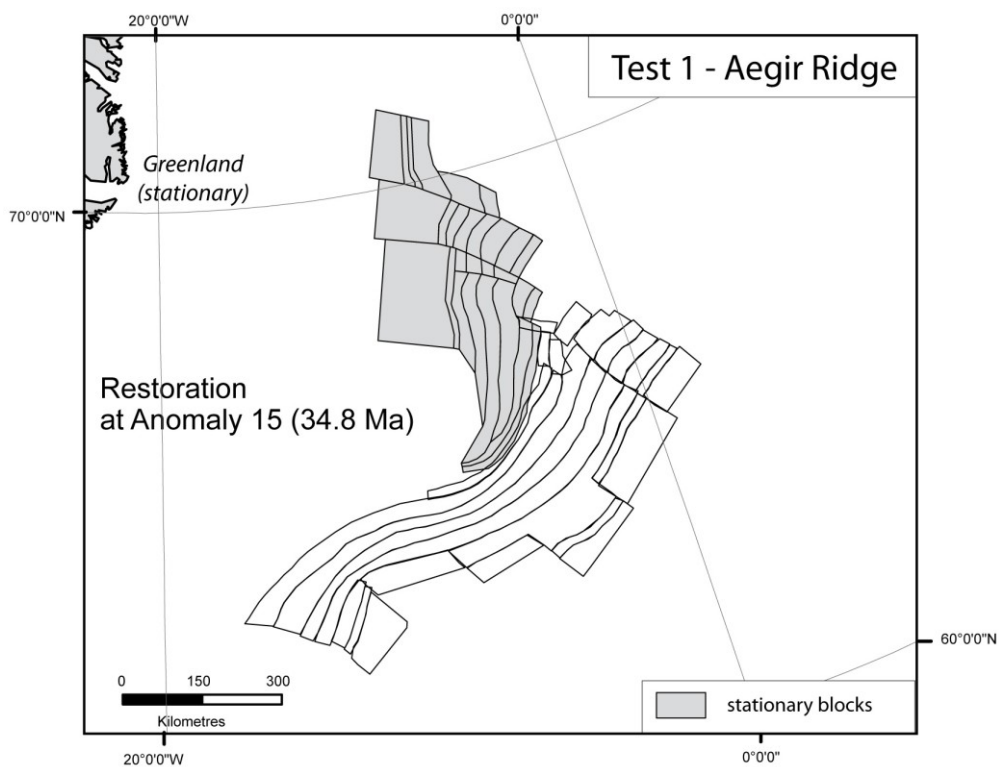 20°0'0"W
0°0'0"
Test 1 - Aegir Ridge
Greenland
(stationary)
70°0'0"N
Restoration
at Anomaly 15 (34.8 Ma)
60°0'0"N
0 150 300
Kilometres
stationary blocks
20°0'0"W
0°0'0"